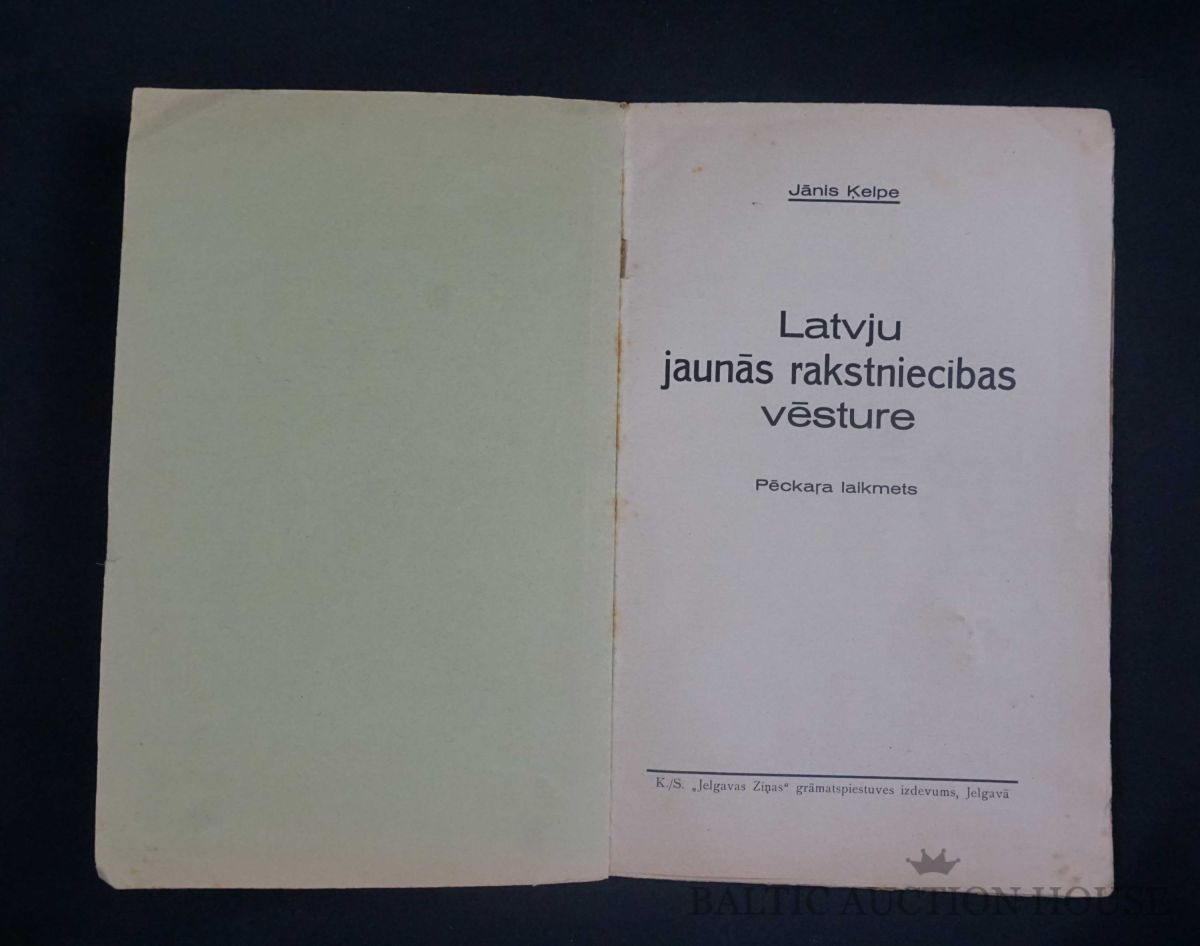 Jānis Ķelpe
Latvju
jaunās rakstniecības
vēsture
Pēckaŗa laikmets
K./S. „Jelgavas Ziņas“ grāmatspiestuves izdevums, Jelgavā
BALTIC AUCTION HOUSE